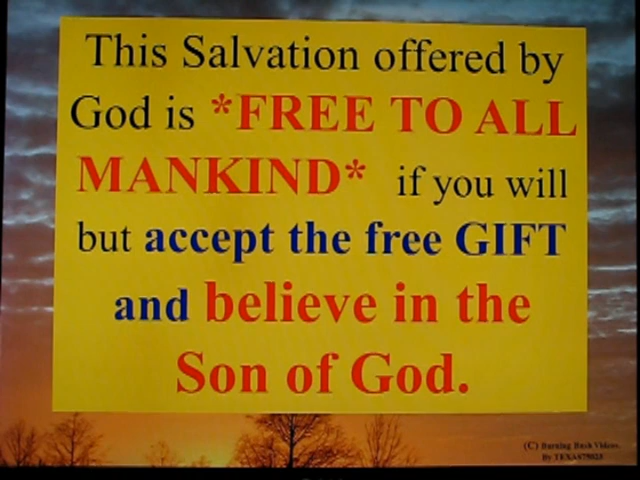 This Salvation offered by
God is *FREE TO ALL
MANKIND* if you will
but accept the free GIFT
and believe in the
Son of God.
(C) Burning Bush Videos.